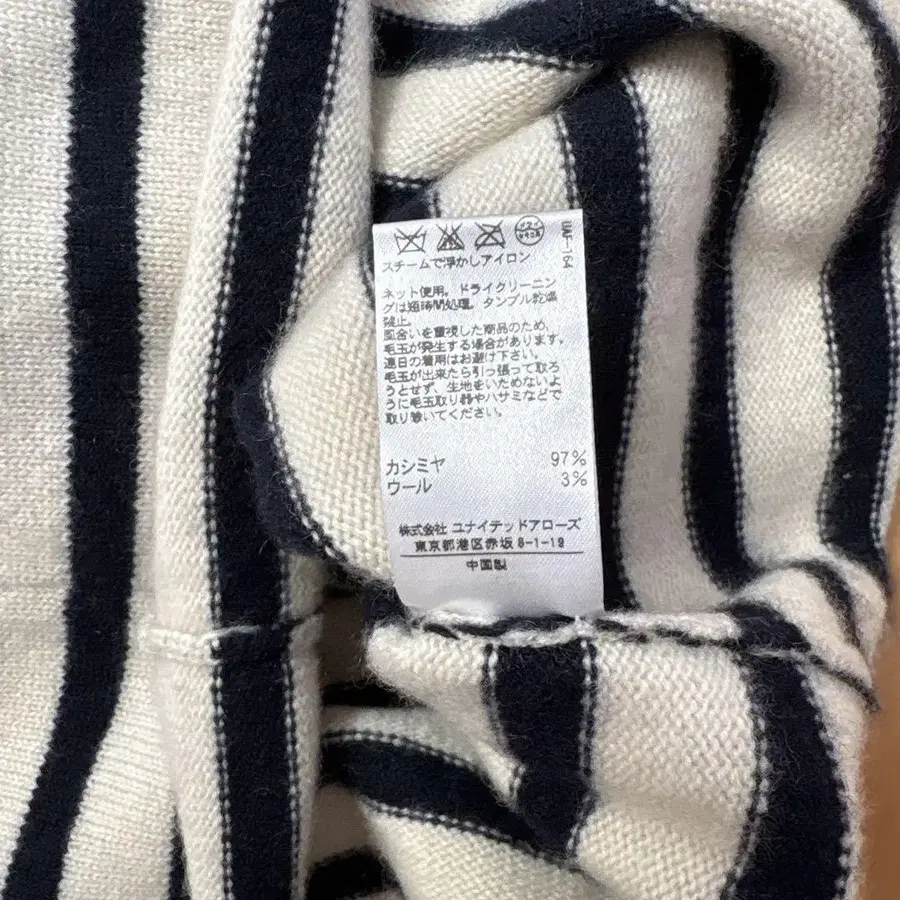 スチームで浮かしアイロン
ネット使用。ドライクリーニン
グは短時間処理。タンブル乾燥
禁止。
風合いを重視した商品のため、
毛玉が発生する場合があります。
連日の着用はお避け下さい。
毛玉が出来たら引っ張って取ろ
うとせず、生地をいためないよ
うに毛玉取り器やハサミなどで
取り除いてください。
カシミヤ 97%
ウール 3%
株式会社 ユナイテッドアローズ
東京都港区赤坂 8-1-19
中国製